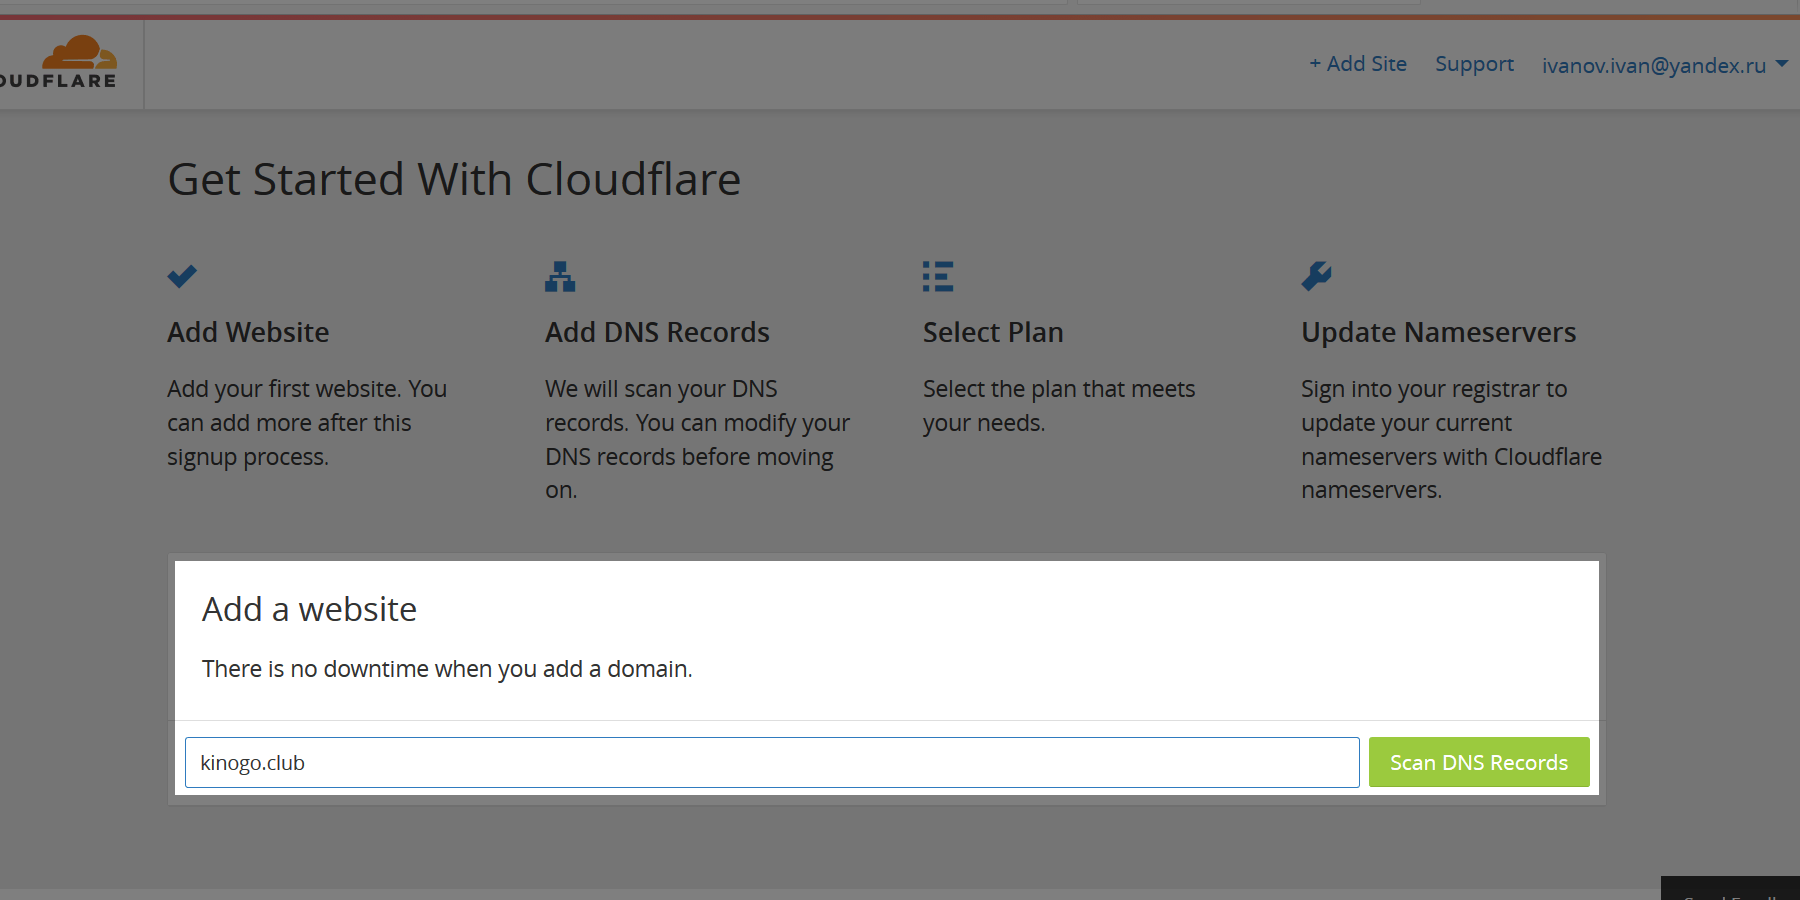 OUDFLARE
+ Add Site
Support
ivanov.ivan@yandex.ru
Get Started With Cloudflare
Add Website
Add your first website. You
can add more after this
signup process.
Add DNS Records
We will scan your DNS
records. You can modify your
DNS records before moving
on.
Select Plan
Select the plan that meets
your needs.
Update Nameservers
Sign into your registrar to
update your current
nameservers with Cloudflare
nameservers.
Add a website
There is no downtime when you add a domain.
kinogo.club
Scan DNS Records